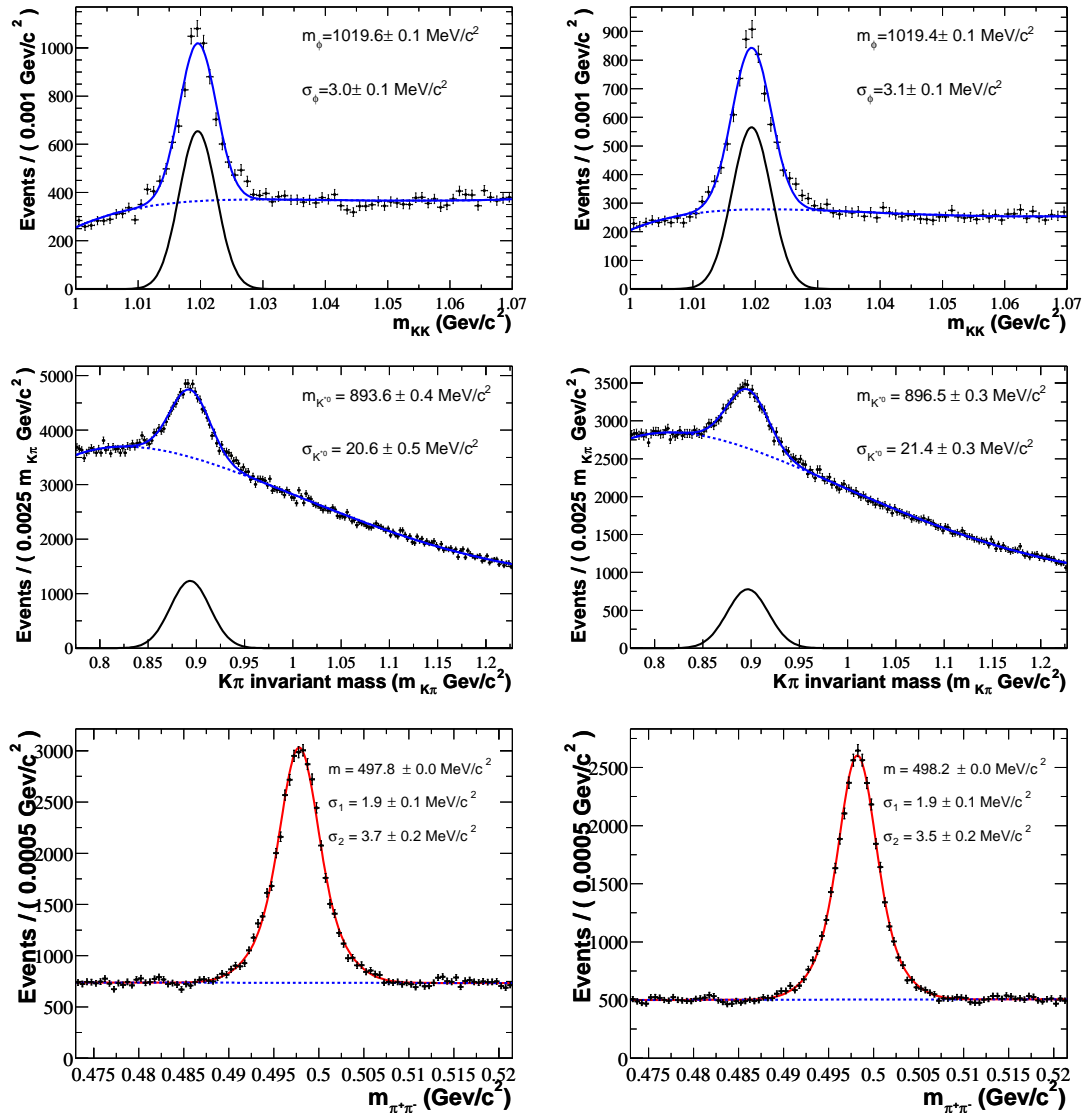 Events / ( 0.001 Gev/c² )
1000
800
600
400
200
0
m_ϕ=1019.6± 0.1 MeV/c²
σ_ϕ=3.0± 0.1 MeV/c²
1 1.01 1.02 1.03 1.04 1.05 1.06 1.07
m_KK (Gev/c²)
Events / ( 0.001 Gev/c² )
900
800
700
600
500
400
300
200
100
0
m_ϕ=1019.4± 0.1 MeV/c²
σ_ϕ=3.1± 0.1 MeV/c²
1 1.01 1.02 1.03 1.04 1.05 1.06 1.07
m_KK (Gev/c²)
Events / ( 0.0025 m_Kπ Gev/c² )
5000
4000
3000
2000
1000
0
m_K*0 = 893.6 ± 0.4 MeV/c²
σ_K*0 = 20.6 ± 0.5 MeV/c²
0.8 0.85 0.9 0.95 1 1.05 1.1 1.15 1.2
Kπ invariant mass (m_Kπ Gev/c²)
Events / ( 0.0025 m_Kπ Gev/c² )
3500
3000
2500
2000
1500
1000
500
0
m_K*0 = 896.5 ± 0.3 MeV/c²
σ_K*0 = 21.4 ± 0.3 MeV/c²
0.8 0.85 0.9 0.95 1 1.05 1.1 1.15 1.2
Kπ invariant mass (m_Kπ Gev/c²)
Events / ( 0.0005 Gev/c² )
3000
2500
2000
1500
1000
500
0
m = 497.8 ± 0.0 MeV/c²
σ₁ = 1.9 ± 0.1 MeV/c²
σ₂ = 3.7 ± 0.2 MeV/c²
0.475 0.48 0.485 0.49 0.495 0.5 0.505 0.51 0.515 0.52
m_π⁺π⁻ (Gev/c²)
Events / ( 0.0005 Gev/c² )
2500
2000
1500
1000
500
0
m = 498.2 ± 0.0 MeV/c²
σ₁ = 1.9 ± 0.1 MeV/c²
σ₂ = 3.5 ± 0.2 MeV/c²
0.475 0.48 0.485 0.49 0.495 0.5 0.505 0.51 0.515 0.52
m_π⁺π⁻ (Gev/c²)